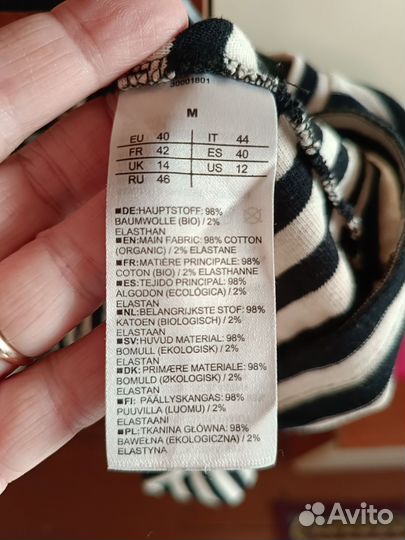 30001801
M
EU 40 IT 44
FR 42 ES 40
UK 14 US 12
RU 46
DE:HAUPTSTOFF: 98%
BAUMWOLLE (BIO) / 2%
ELASTHAN
EN:MAIN FABRIC: 98% COTTON
(ORGANIC) / 2% ELASTANE
FR:MATIÈRE PRINCIPALE: 98%
COTON (BIO) / 2% ELASTHANNE
ES:TEJIDO PRINCIPAL: 98%
ALGODON (ECOLÓGICA) / 2%
ELASTAN
NL:BELANGRIJKSTE STOF: 98%
KATOEN (BIOLOGISCH) / 2%
ELASTAN
SV:HUVUD MATERIAL: 98%
BOMULL (EKOLOGISK) / 2%
ELASTAN
DK:PRIMÆRE MATERIALE: 98%
BOMULD (ØKOLOGISK) / 2%
ELASTAN
FI: PÄÄLLYSKANGAS: 98%
PUUVILLA (LUOMU) / 2%
ELASTAANI
PL:TKANINA GŁÓWNA: 98%
BAWEŁNA (EKOLOGICZNA) / 2%
ELASTYNA
Avito